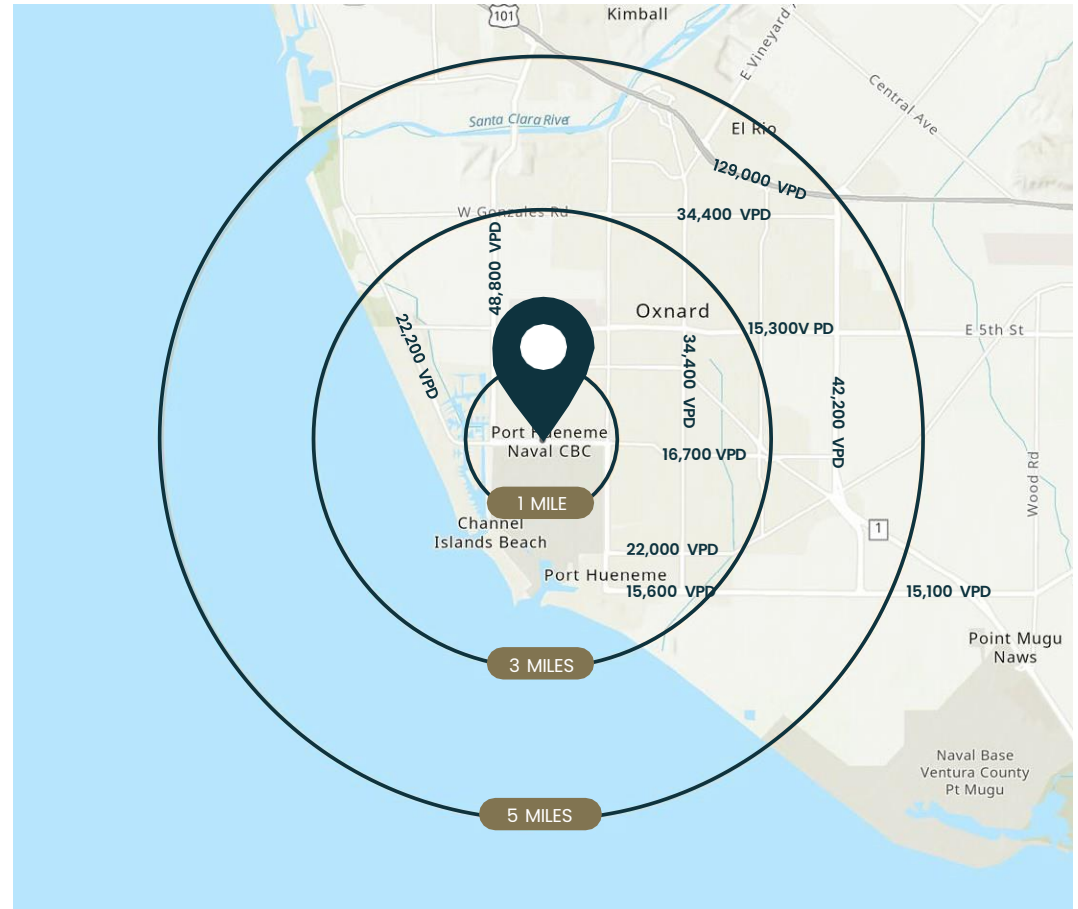 101
Kimball
E Vineyard
Central Ave
Santa Clara River
El Rio
129,000 VPD
W Gonzales Rd
34,400 VPD
48,800 VPD
Oxnard
22,200 VPD
15,300V PD
E 5th St
34,400 VPD
42,200 VPD
Port Hueneme
Naval CBC
16,700 VPD
Wood Rd
1 MILE
Channel
Islands Beach
1
22,000 VPD
Port Hueneme
15,600 VPD
15,100 VPD
Point Mugu
Naws
3 MILES
Naval Base
Ventura County
Pt Mugu
5 MILES